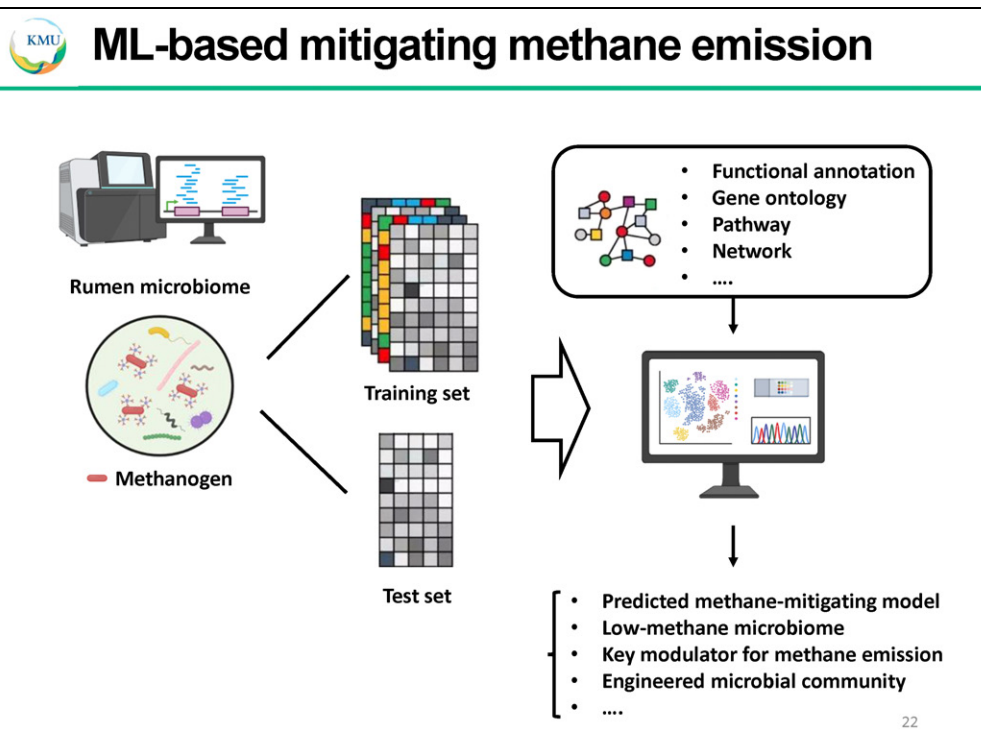 KMU
ML-based mitigating methane emission
Rumen microbiome
Methanogen
Training set
Test set
• Functional annotation
• Gene ontology
• Pathway
• Network
• ....
• Predicted methane-mitigating model
• Low-methane microbiome
• Key modulator for methane emission
• Engineered microbial community
• ....
22